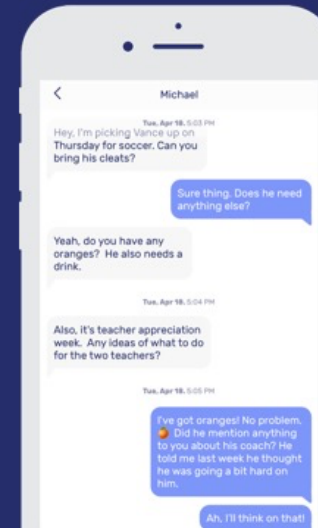 Michael
Tue, Apr 18, 5:03 PM
Hey, I'm picking Vance up on
Thursday for soccer. Can you
bring his cleats?
Sure thing. Does he need
anything else?
Yeah, do you have any
oranges? He also needs a
drink.
Tue, Apr 18, 5:04 PM
Also, it's teacher appreciation
week. Any ideas of what to do
for the two teachers?
Tue, Apr 18, 5:05 PM
I've got oranges! No problem.
🍊 Did he mention anything
to you about his coach? He
told me last week he thought
he was going a bit hard on
him.
Ah, I'll think on that!